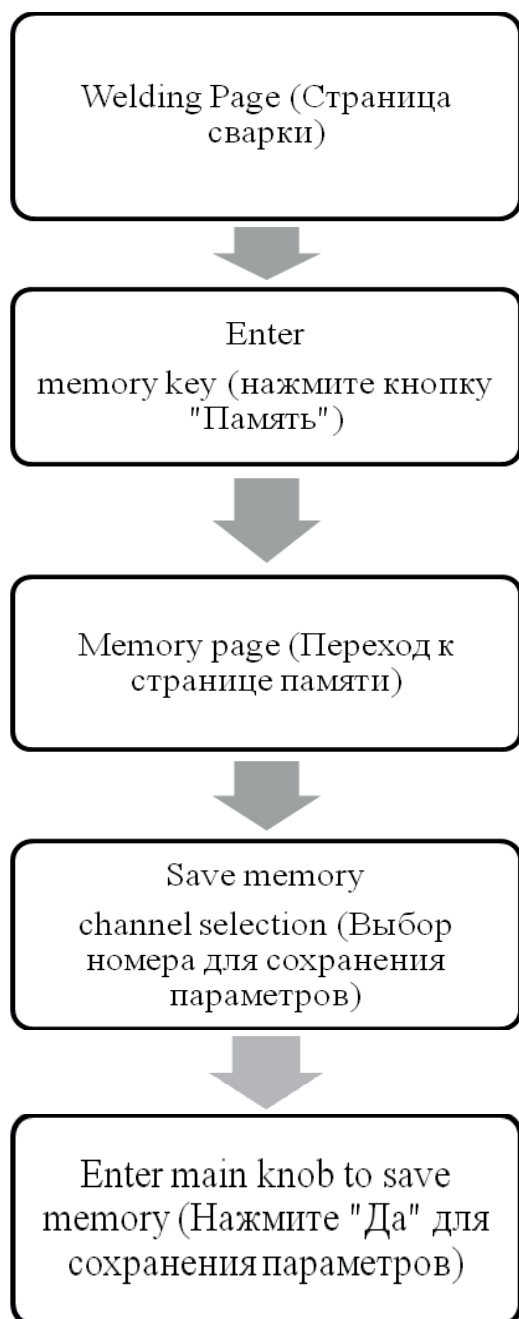 Welding Page (Страница
сварки)
Enter
memory key (нажмите кнопку
"Память")
Memory page (Переход к
странице памяти)
Save memory
channel selection (Выбор
номера для сохранения
параметров)
Enter main knob to save
memory (Нажмите "Да" для
сохранения параметров)